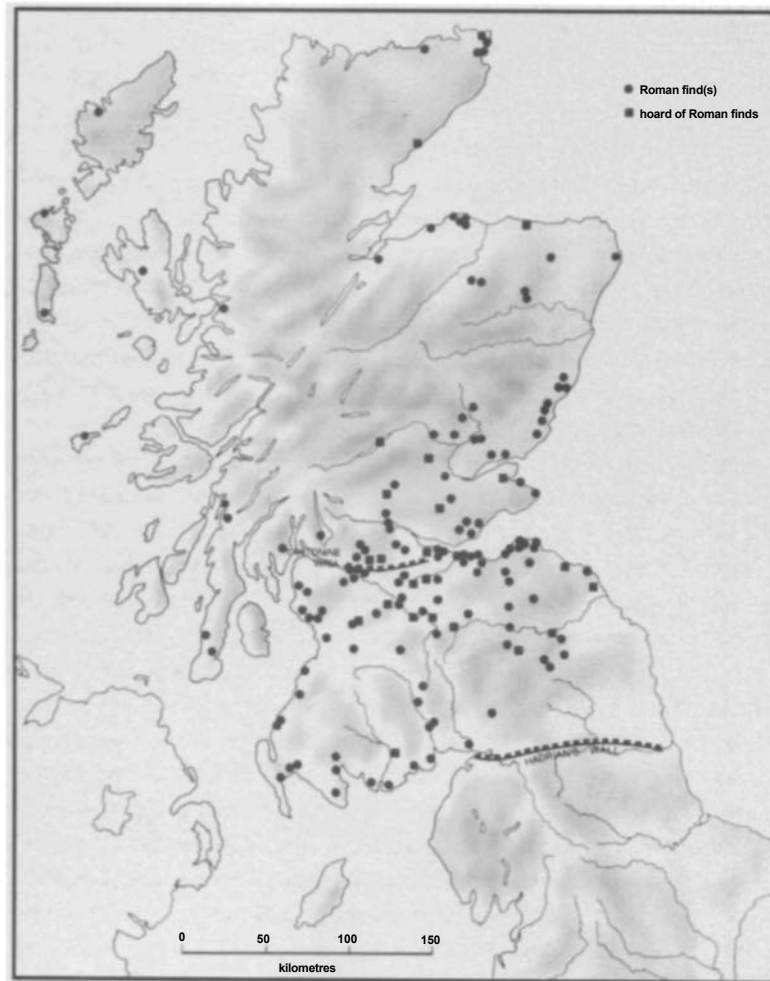 Roman find(s)
hoard of Roman finds
ANTONINE
WALL
HADRIAN'S WALL
0 50 100 150
kilometres